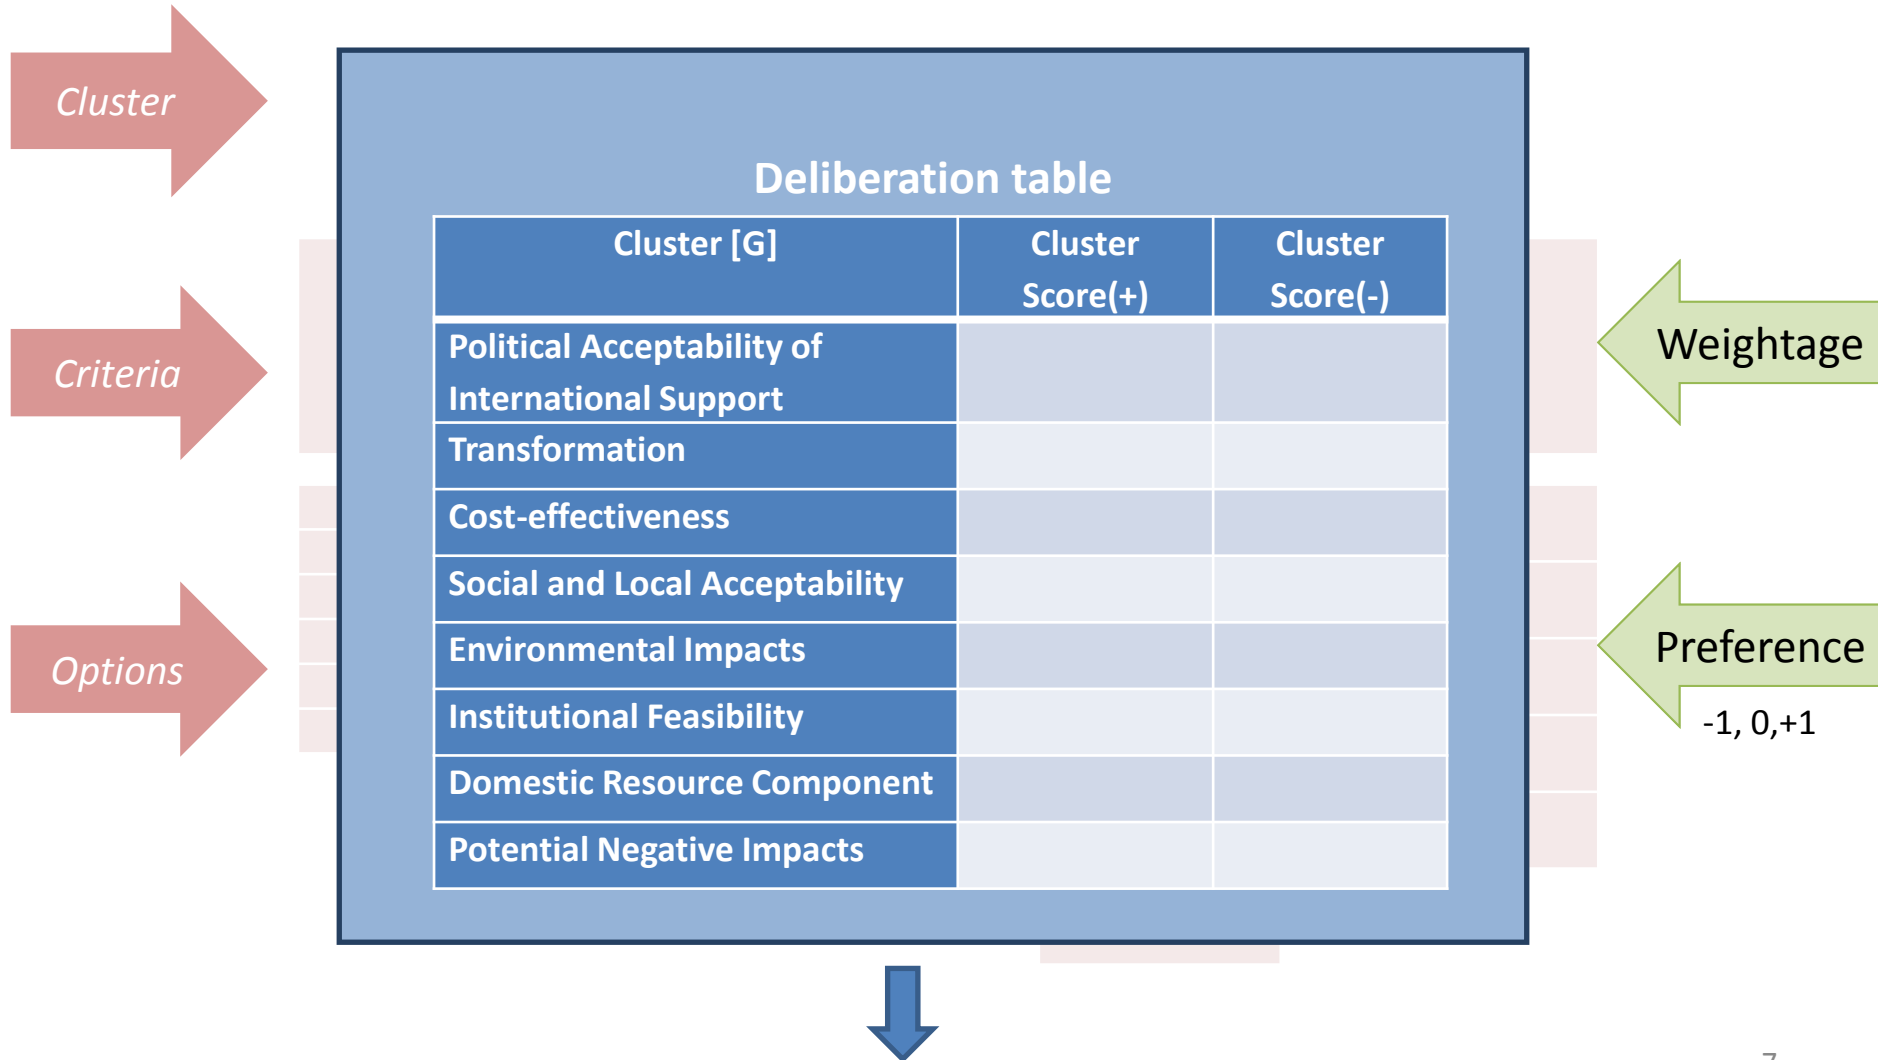 Cluster
Criteria
Options
Deliberation table
Cluster [G]
Cluster
Score(+)
Cluster
Score(-)
Political Acceptability of
International Support
Transformation
Cost-effectiveness
Social and Local Acceptability
Environmental Impacts
Institutional Feasibility
Domestic Resource Component
Potential Negative Impacts
Weightage
Preference
-1, 0,+1
7